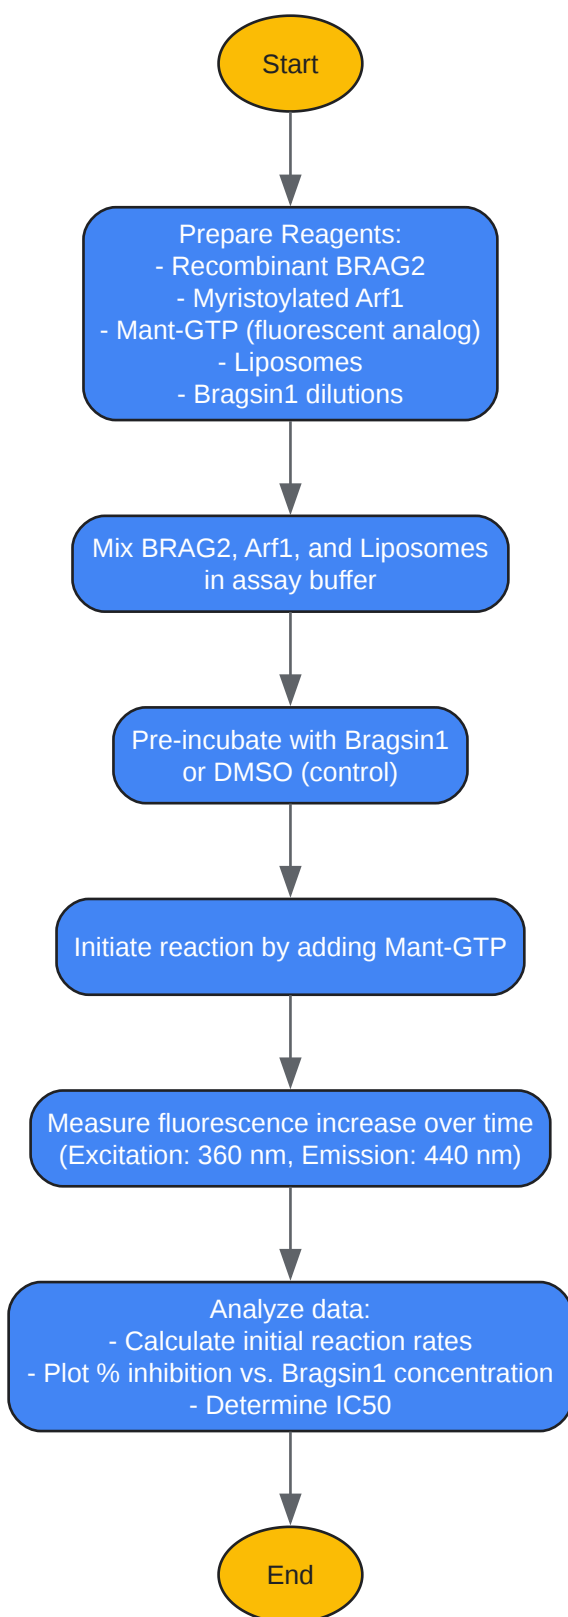 Start
Prepare Reagents:
- Recombinant BRAG2
- Myristoylated Arf1
- Mant-GTP (fluorescent analog)
- Liposomes
- Bragsin1 dilutions
Mix BRAG2, Arf1, and Liposomes
in assay buffer
Pre-incubate with Bragsin1
or DMSO (control)
Initiate reaction by adding Mant-GTP
Measure fluorescence increase over time
(Excitation: 360 nm, Emission: 440 nm)
Analyze data:
- Calculate initial reaction rates
- Plot % inhibition vs. Bragsin1 concentration
- Determine IC50
End